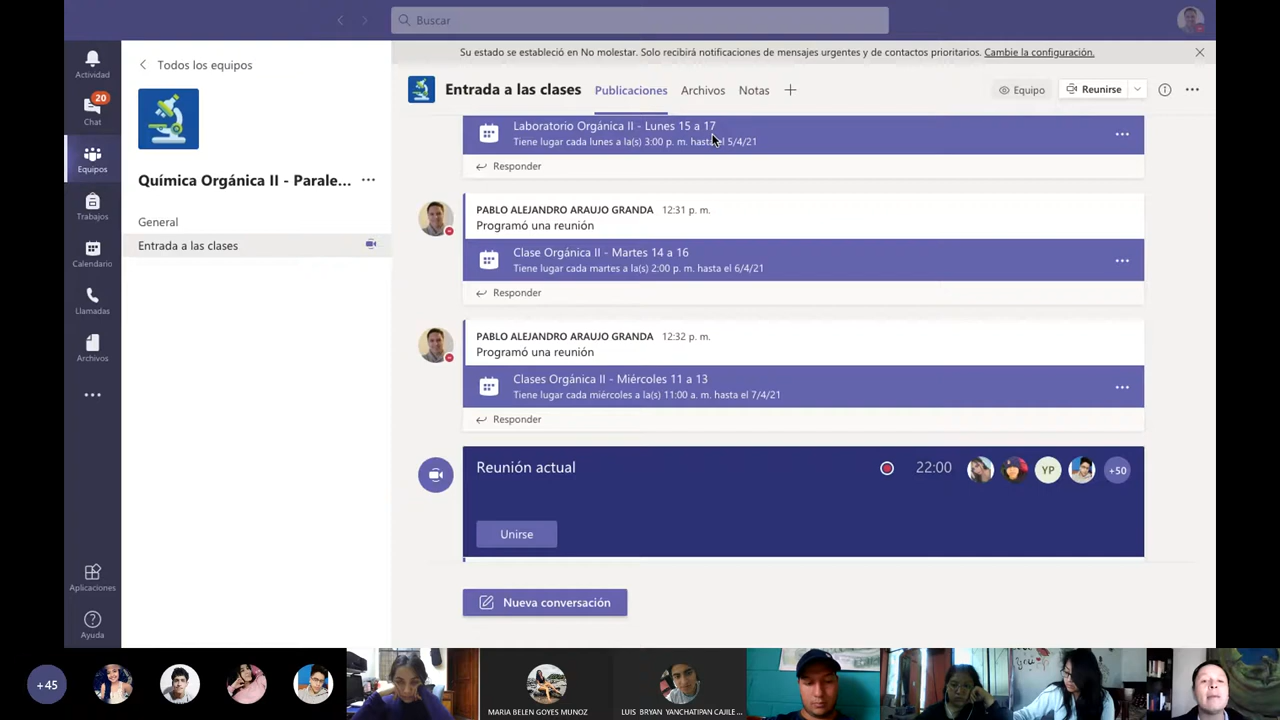 Buscar
Su estado se estableció en No molestar. Solo recibirá notificaciones de mensajes urgentes y de contactos prioritarios. Cambie la configuración.
Actividad
20
Chat
Equipos
Trabajos
Calendario
Llamadas
Archivos
Aplicaciones
Ayuda
Todos los equipos
Química Orgánica II - Parale...
General
Entrada a las clases
Entrada a las clases
Publicaciones
Archivos
Notas
Equipo
Reunirse
Laboratorio Orgánica II - Lunes 15 a 17
Tiene lugar cada lunes a la(s) 3:00 p. m. hasta el 5/4/21
Responder
PABLO ALEJANDRO ARAUJO GRANDA 12:31 p. m.
Programó una reunión
Clase Orgánica II - Martes 14 a 16
Tiene lugar cada martes a la(s) 2:00 p. m. hasta el 6/4/21
Responder
PABLO ALEJANDRO ARAUJO GRANDA 12:32 p. m.
Programó una reunión
Clases Orgánica II - Miércoles 11 a 13
Tiene lugar cada miércoles a la(s) 11:00 a. m. hasta el 7/4/21
Responder
Reunión actual
22:00
YP
+50
Unirse
Nueva conversación
+45
MARIA BELEN GOYES MUNOZ
LUIS BRYAN YANCHATIPAN CAJILE ...